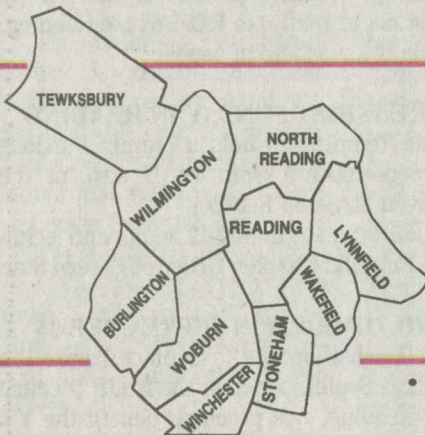 TEWKSBURY
NORTH
READING
WILMINGTON
READING
LYNNFIELD
BURLINGTON
WAKEFIELD
WOBURN
STONEHAM
WINCHESTER